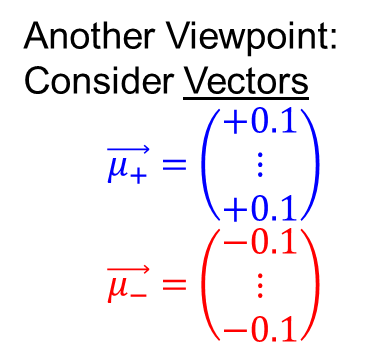 Another Viewpoint:
Consider Vectors
+0.1
μ₊ = ⋮
+0.1
−0.1
μ₋ = ⋮
−0.1